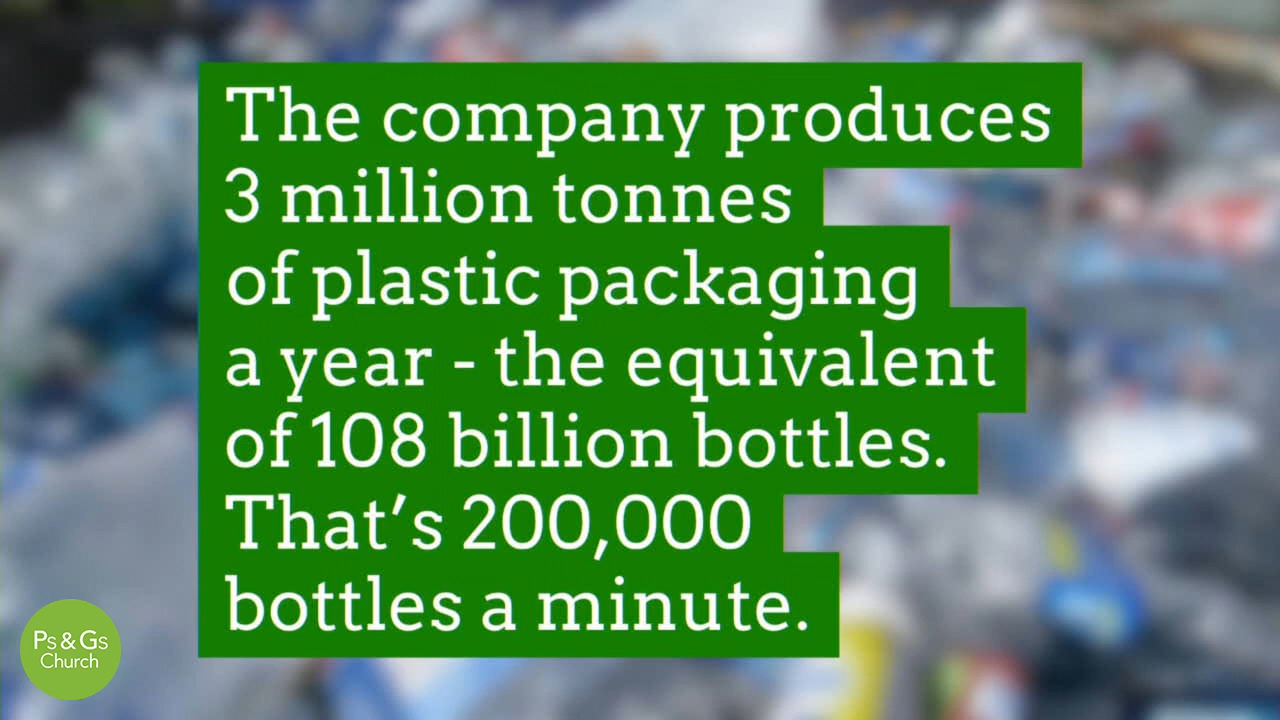 The company produces
3 million tonnes
of plastic packaging
a year - the equivalent
of 108 billion bottles.
That's 200,000
bottles a minute.
Ps & Gs
Church